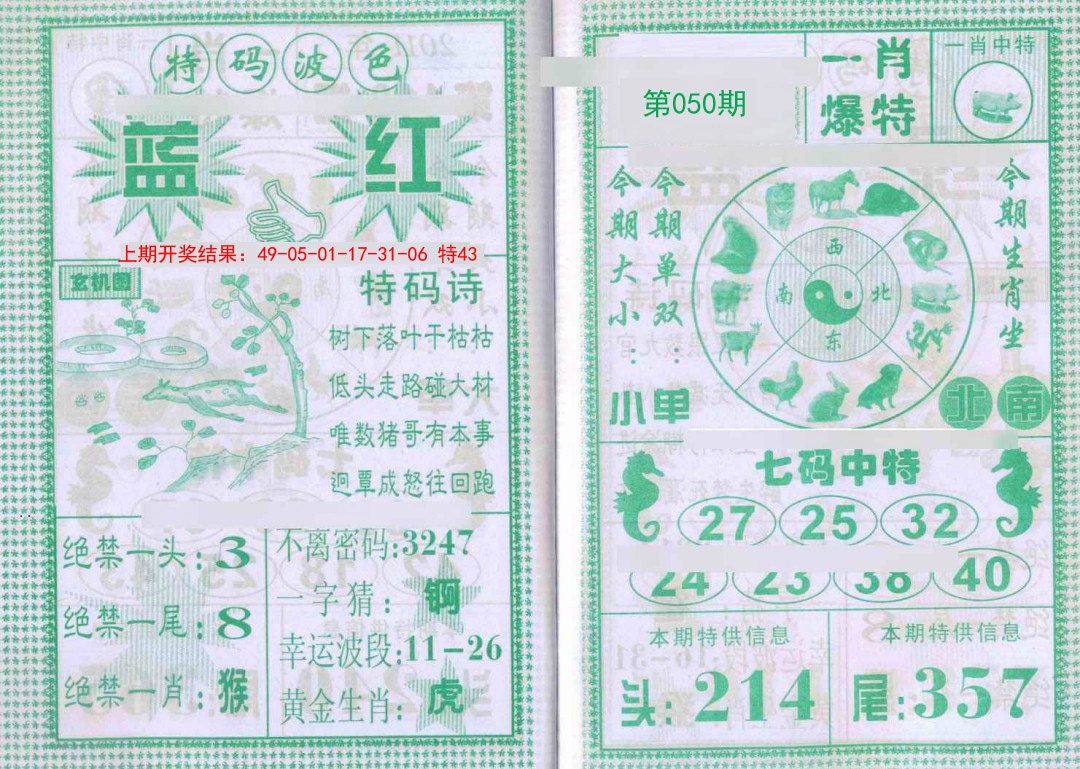 特码波色
蓝 红
上期开奖结果：49-05-01-17-31-06 特43
玄机图
特码诗
树下落叶干枯枯
低头走路碰大材
唯数猪哥有本事
迥覃成怒往回跑
绝禁一头:3
绝禁一尾:8
绝禁一肖:猴
不离密码:3247
一字猜：锕
幸运波段:11-26
黄金生肖:虎
第050期
一肖
爆特
一肖中特
今期大小：小
今期单双：单
西
南 北
东
今期生肖坐
北 南
七码中特
27 25 32
24 23 38 40
本期特供信息
头:214
本期特供信息
尾:357